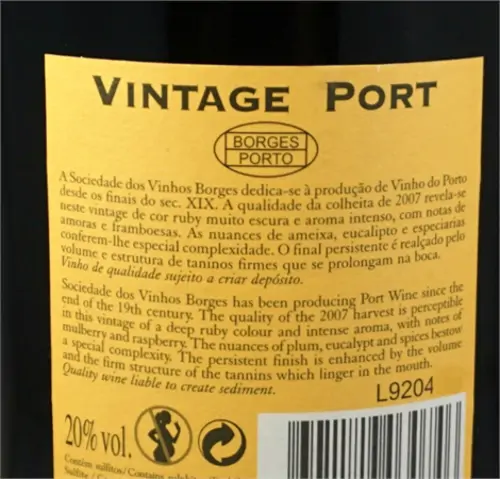 VINTAGE PORT
BORGES
PORTO
A Sociedade dos Vinhos Borges dedica-se à produção de Vinho do Porto
desde os finais do sec. XIX. A qualidade da colheita de 2007 revela-se
neste vintage de cor ruby muito escura e aroma intenso, com notas de
amoras e framboesas. As nuances de ameixa, eucalipto e especiarias
conferem-lhe especial complexidade. O final persistente é realçado pelo
volume e estrutura de taninos firmes que se prolongam na boca.
Vinho de qualidade sujeito a criar depósito.
Sociedade dos Vinhos Borges has been producing Port Wine since the
end of the 19th century. The quality of the 2007 harvest is perceptible
in this vintage of a deep ruby colour and intense aroma, with notes of
mulberry and raspberry. The nuances of plum, eucalypt and spices bestow
a special complexity. The persistent finish is enhanced by the volume
and the firm structure of the tannins which linger in the mouth.
Quality wine liable to create sediment.
L9204
20% vol.
Contém sulfitos/Contains